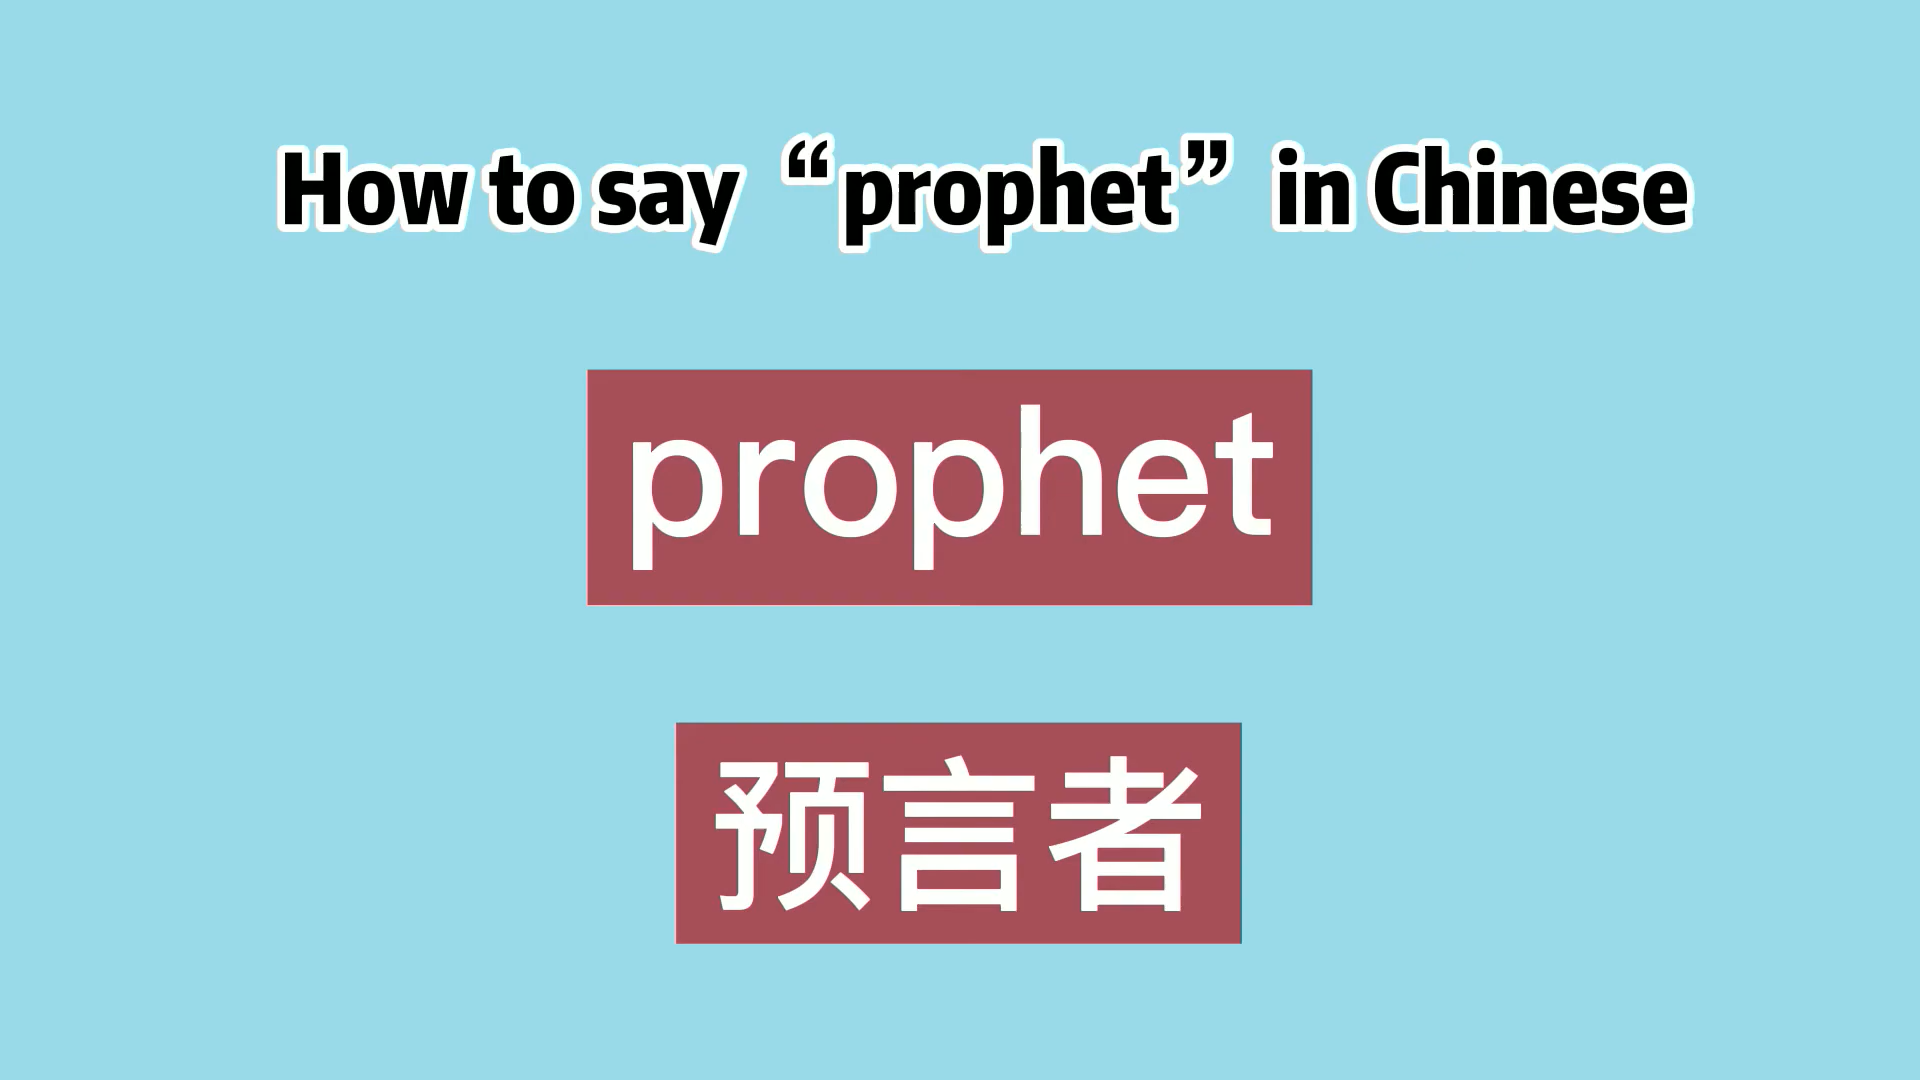 How to say “prophet” in Chinese
prophet
预言者